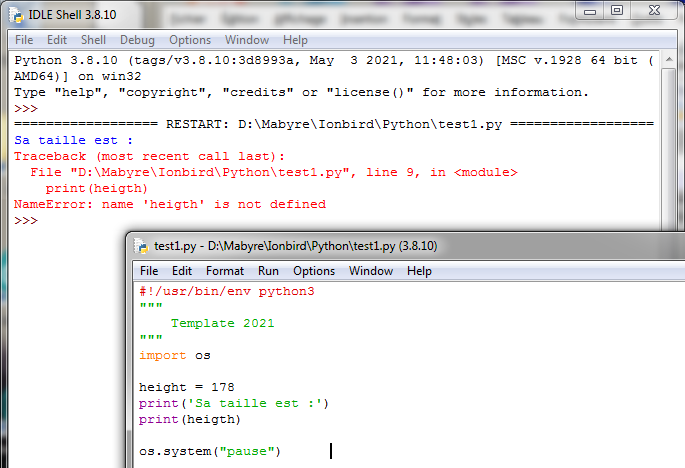 IDLE Shell 3.8.10
File Edit Shell Debug Options Window Help
Python 3.8.10 (tags/v3.8.10:3d8993a, May  3 2021, 11:48:03) [MSC v.1928 64 bit (
AMD64)] on win32
Type "help", "copyright", "credits" or "license()" for more information.
>>>
================== RESTART: D:\Mabyre\Ionbird\Python\test1.py ==================
Sa taille est :
Traceback (most recent call last):
  File "D:\Mabyre\Ionbird\Python\test1.py", line 9, in <module>
    print(heigth)
NameError: name 'heigth' is not defined
>>>
test1.py - D:\Mabyre\Ionbird\Python\test1.py (3.8.10)
File Edit Format Run Options Window Help
#!/usr/bin/env python3
"""
    Template 2021
"""
import os
height = 178
print('Sa taille est :')
print(heigth)
os.system("pause")